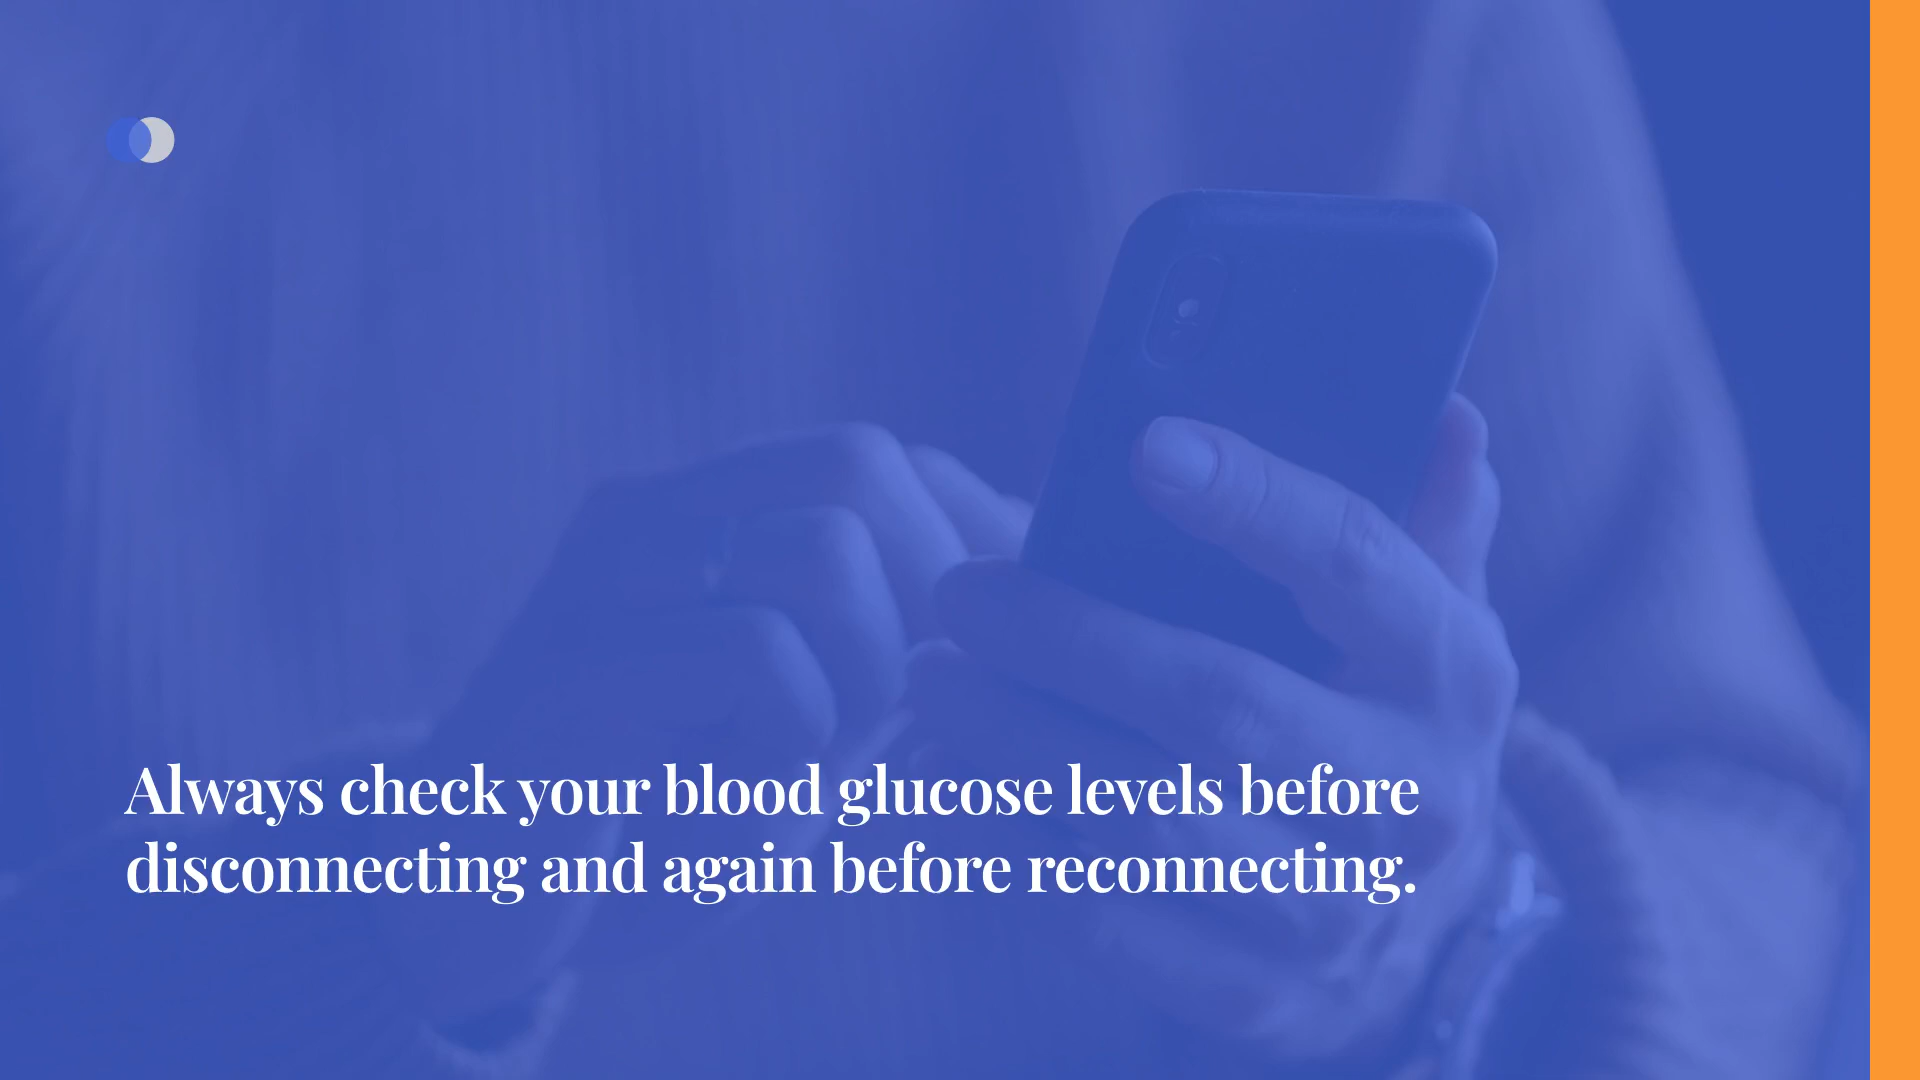 Always check your blood glucose levels before
disconnecting and again before reconnecting.